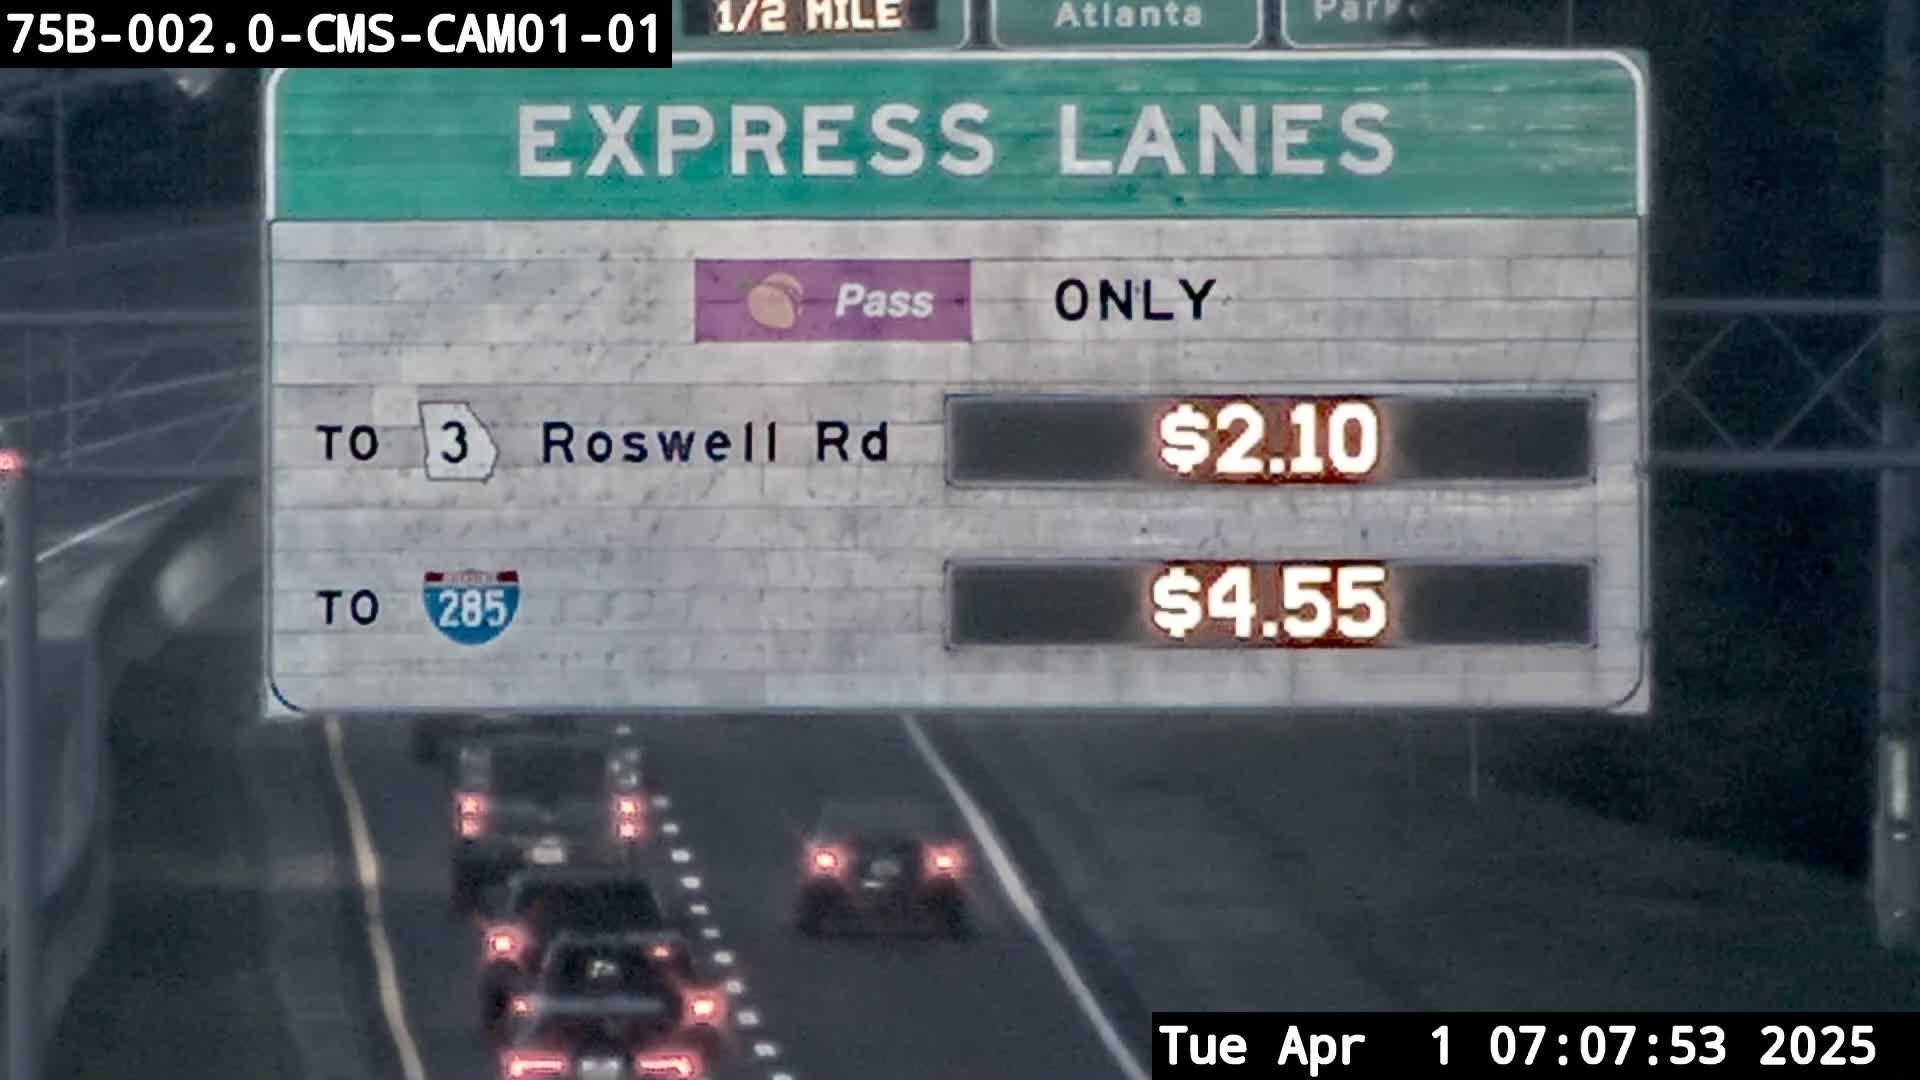 75B-002.0-CMS-CAM01-01
1/2 MILE
Atlanta
EXPRESS LANES
Pass ONLY
TO 3 Roswell Rd $2.10
TO 285 $4.55
Tue Apr 1 07:07:53 2025